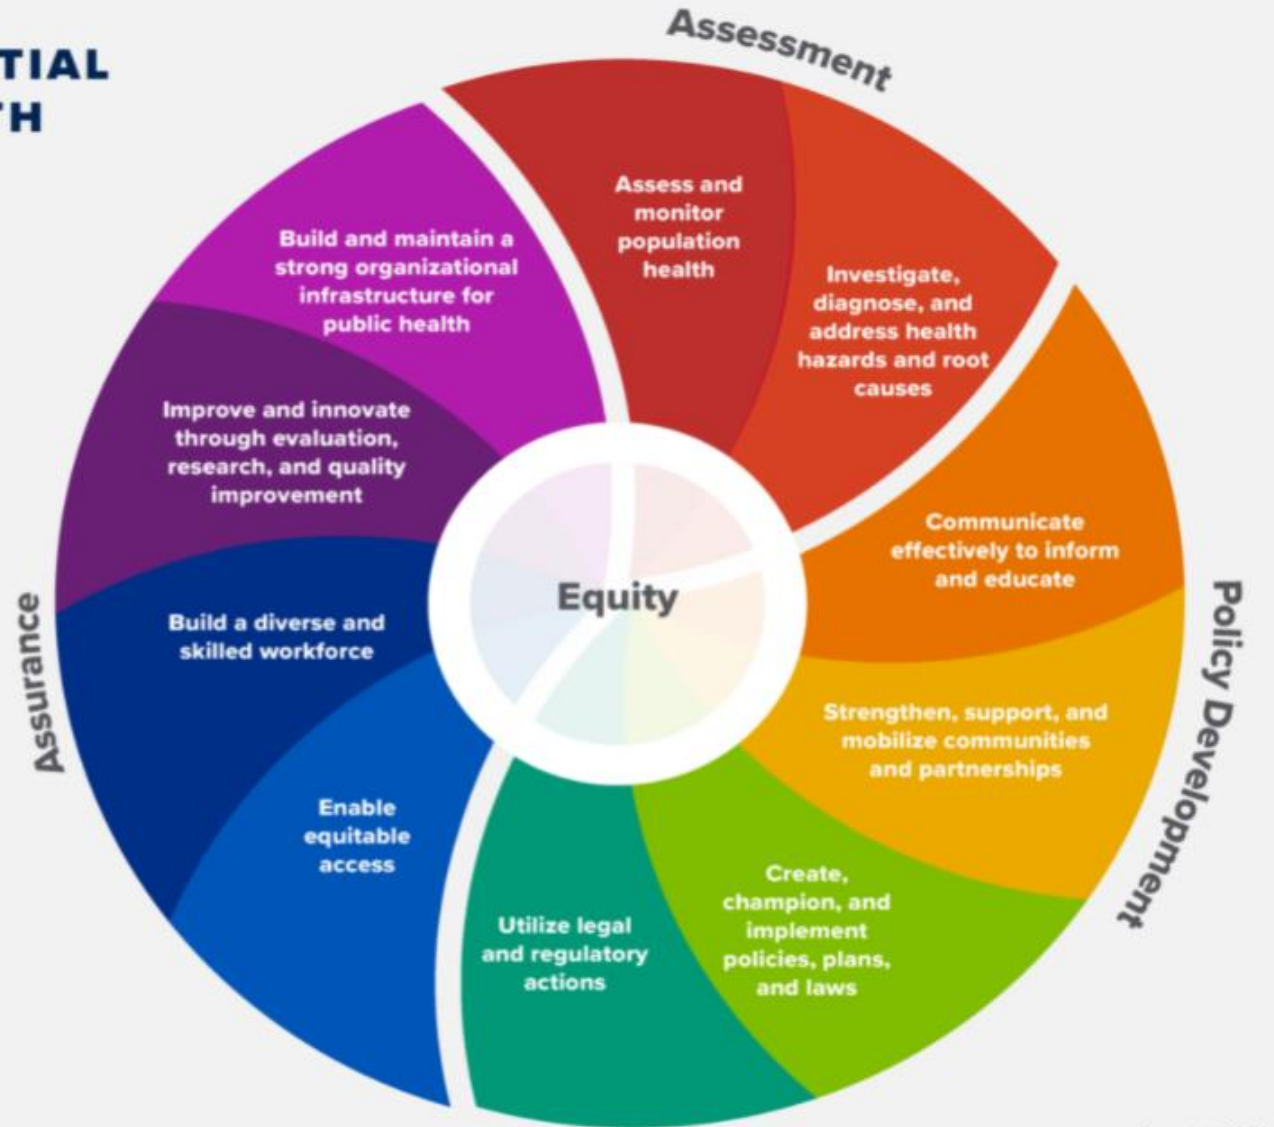 TIAL
TH
Assessment
Assess and
monitor
population
health
Investigate,
diagnose, and
address health
hazards and root
causes
Policy Development
Communicate
effectively to inform
and educate
Strengthen, support, and
mobilize communities
and partnerships
Create,
champion, and
implement
policies, plans,
and laws
Utilize legal
and regulatory
actions
Assurance
Enable
equitable
access
Build a diverse and
skilled workforce
Improve and innovate
through evaluation,
research, and quality
improvement
Build and maintain a
strong organizational
infrastructure for
public health
Equity